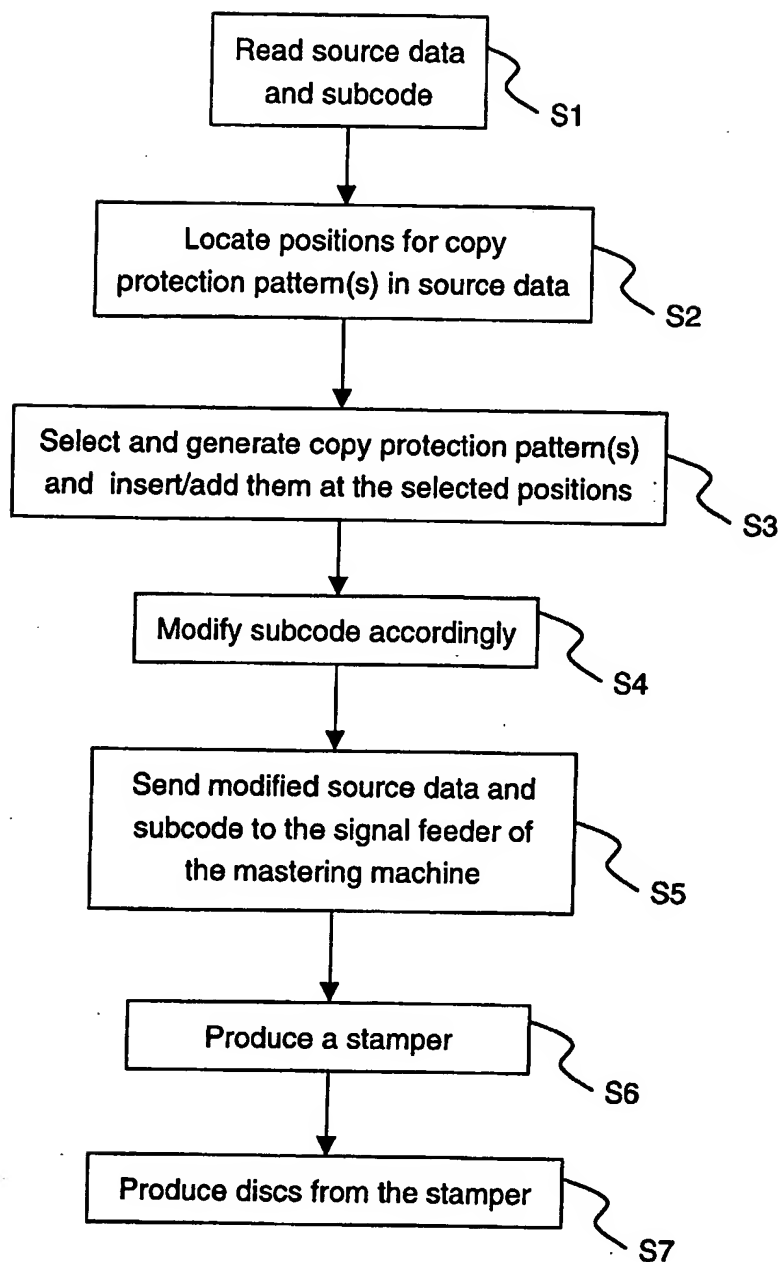 Read source data
and subcode
S1
Locate positions for copy
protection pattern(s) in source data
S2
Select and generate copy protection pattern(s)
and insert/add them at the selected positions
S3
Modify subcode accordingly
S4
Send modified source data and
subcode to the signal feeder of
the mastering machine
S5
Produce a stamper
S6
Produce discs from the stamper
S7